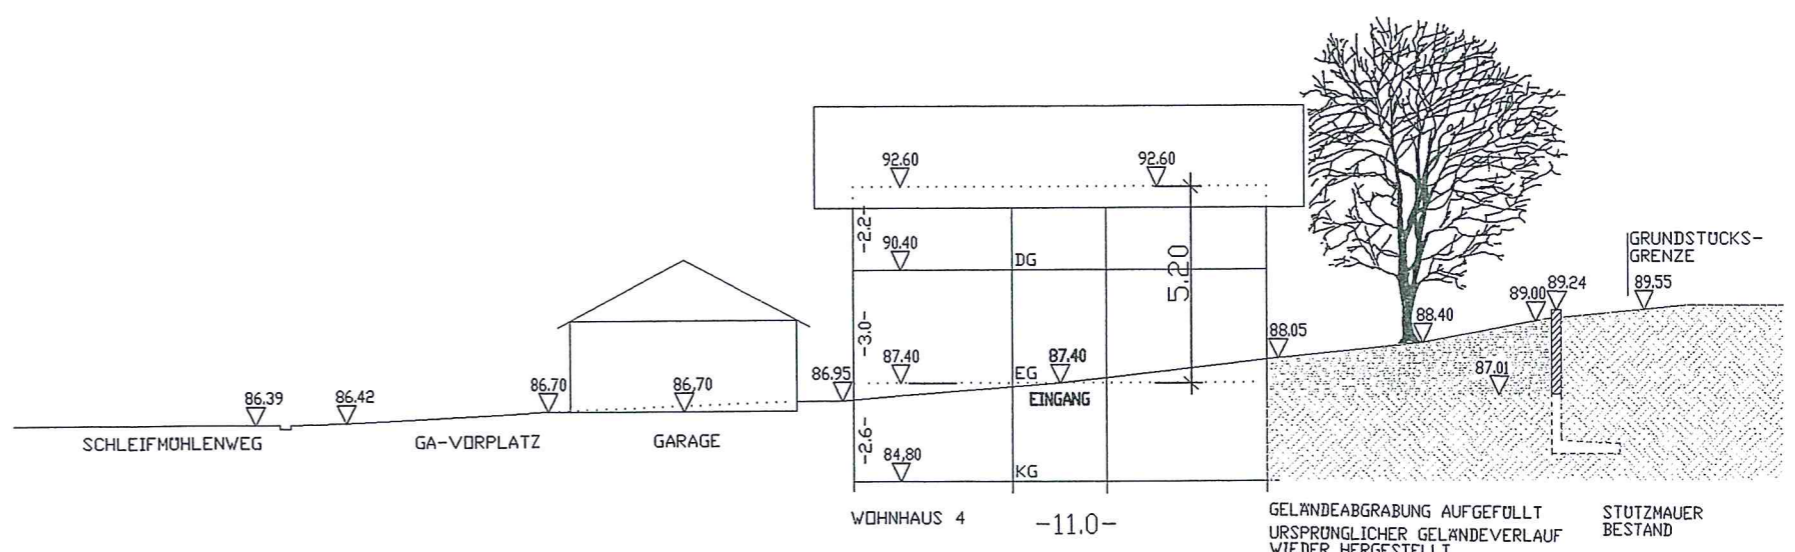 92.60
92.60
-2.2-
90.40
DG
5.20
GRUNDSTÜCKS-
GRENZE
89.00
89.24
89.55
88.40
88.05
-3.0-
87.40
87.40
EG
EINGANG
87.01
86.95
86.70
86,70
86.39
86.42
SCHLEIFMÜHLENWEG
GA-VORPLATZ
GARAGE
-2.6-
84,80
KG
WOHNHAUS 4
-11.0-
GELÄNDEABGRABUNG AUFGEFÜLLT
URSPRÜNGLICHER GELÄNDEVERLAUF
WIEDER HERGESTELLT
STÜTZMAUER
BESTAND